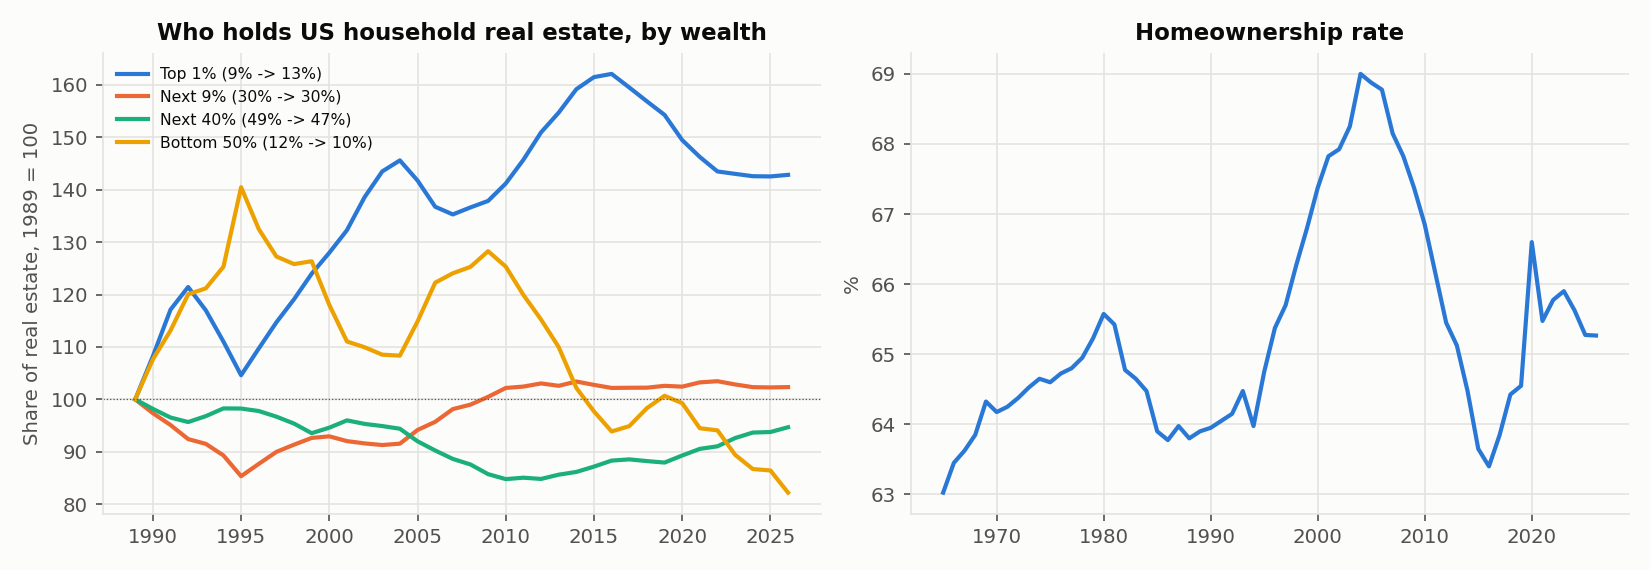 Who holds US household real estate, by wealth
Share of real estate, 1989 = 100
160
150
140
130
120
110
100
90
80
Top 1% (9% -> 13%)
Next 9% (30% -> 30%)
Next 40% (49% -> 47%)
Bottom 50% (12% -> 10%)
1990 1995 2000 2005 2010 2015 2020 2025
Homeownership rate
%
69
68
67
66
65
64
63
1970 1980 1990 2000 2010 2020